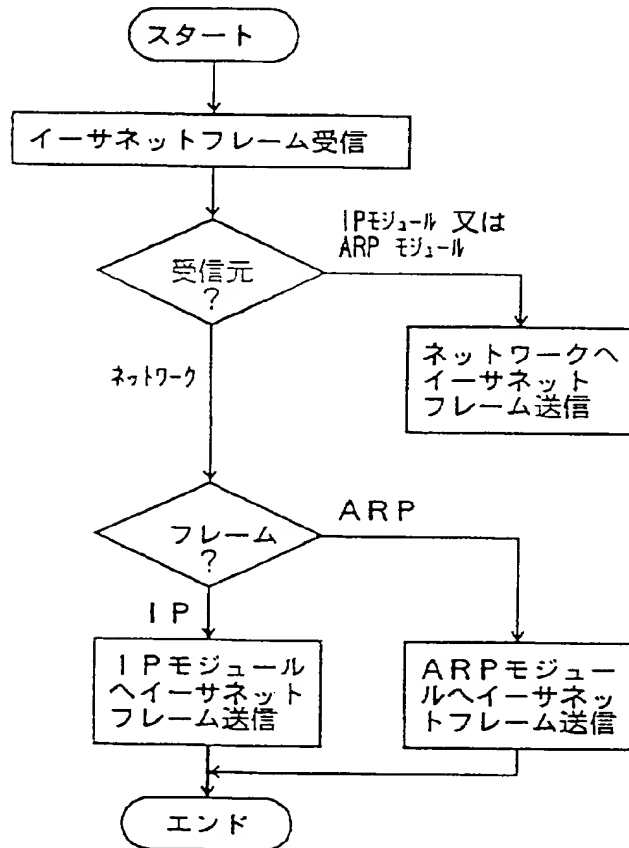 スタート
イーサネットフレーム受信
IPモジュール 又は
ARP モジュール
受信元
?
ネットワークへ
イーサネット
フレーム送信
ネットワーク
ARP
フレーム
?
IP
IPモジュール
へイーサネット
フレーム送信
ARPモジュー
ルへイーサネッ
トフレーム送信
エンド